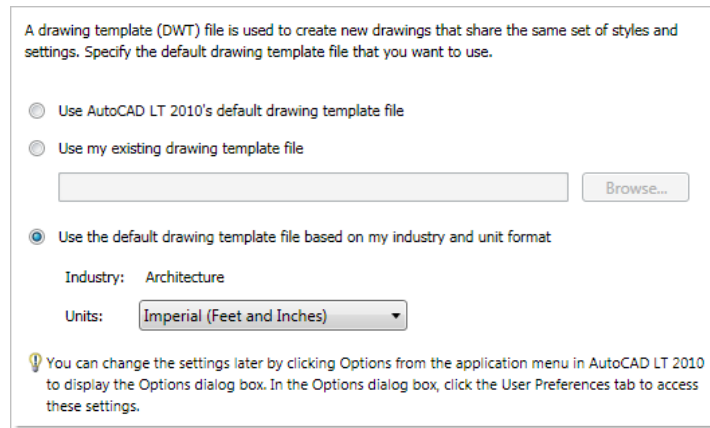 A drawing template (DWT) file is used to create new drawings that share the same set of styles and
settings. Specify the default drawing template file that you want to use.
Use AutoCAD LT 2010's default drawing template file
Use my existing drawing template file
Browse...
Use the default drawing template file based on my industry and unit format
Industry: Architecture
Units: Imperial (Feet and Inches)
You can change the settings later by clicking Options from the application menu in AutoCAD LT 2010
to display the Options dialog box. In the Options dialog box, click the User Preferences tab to access
these settings.